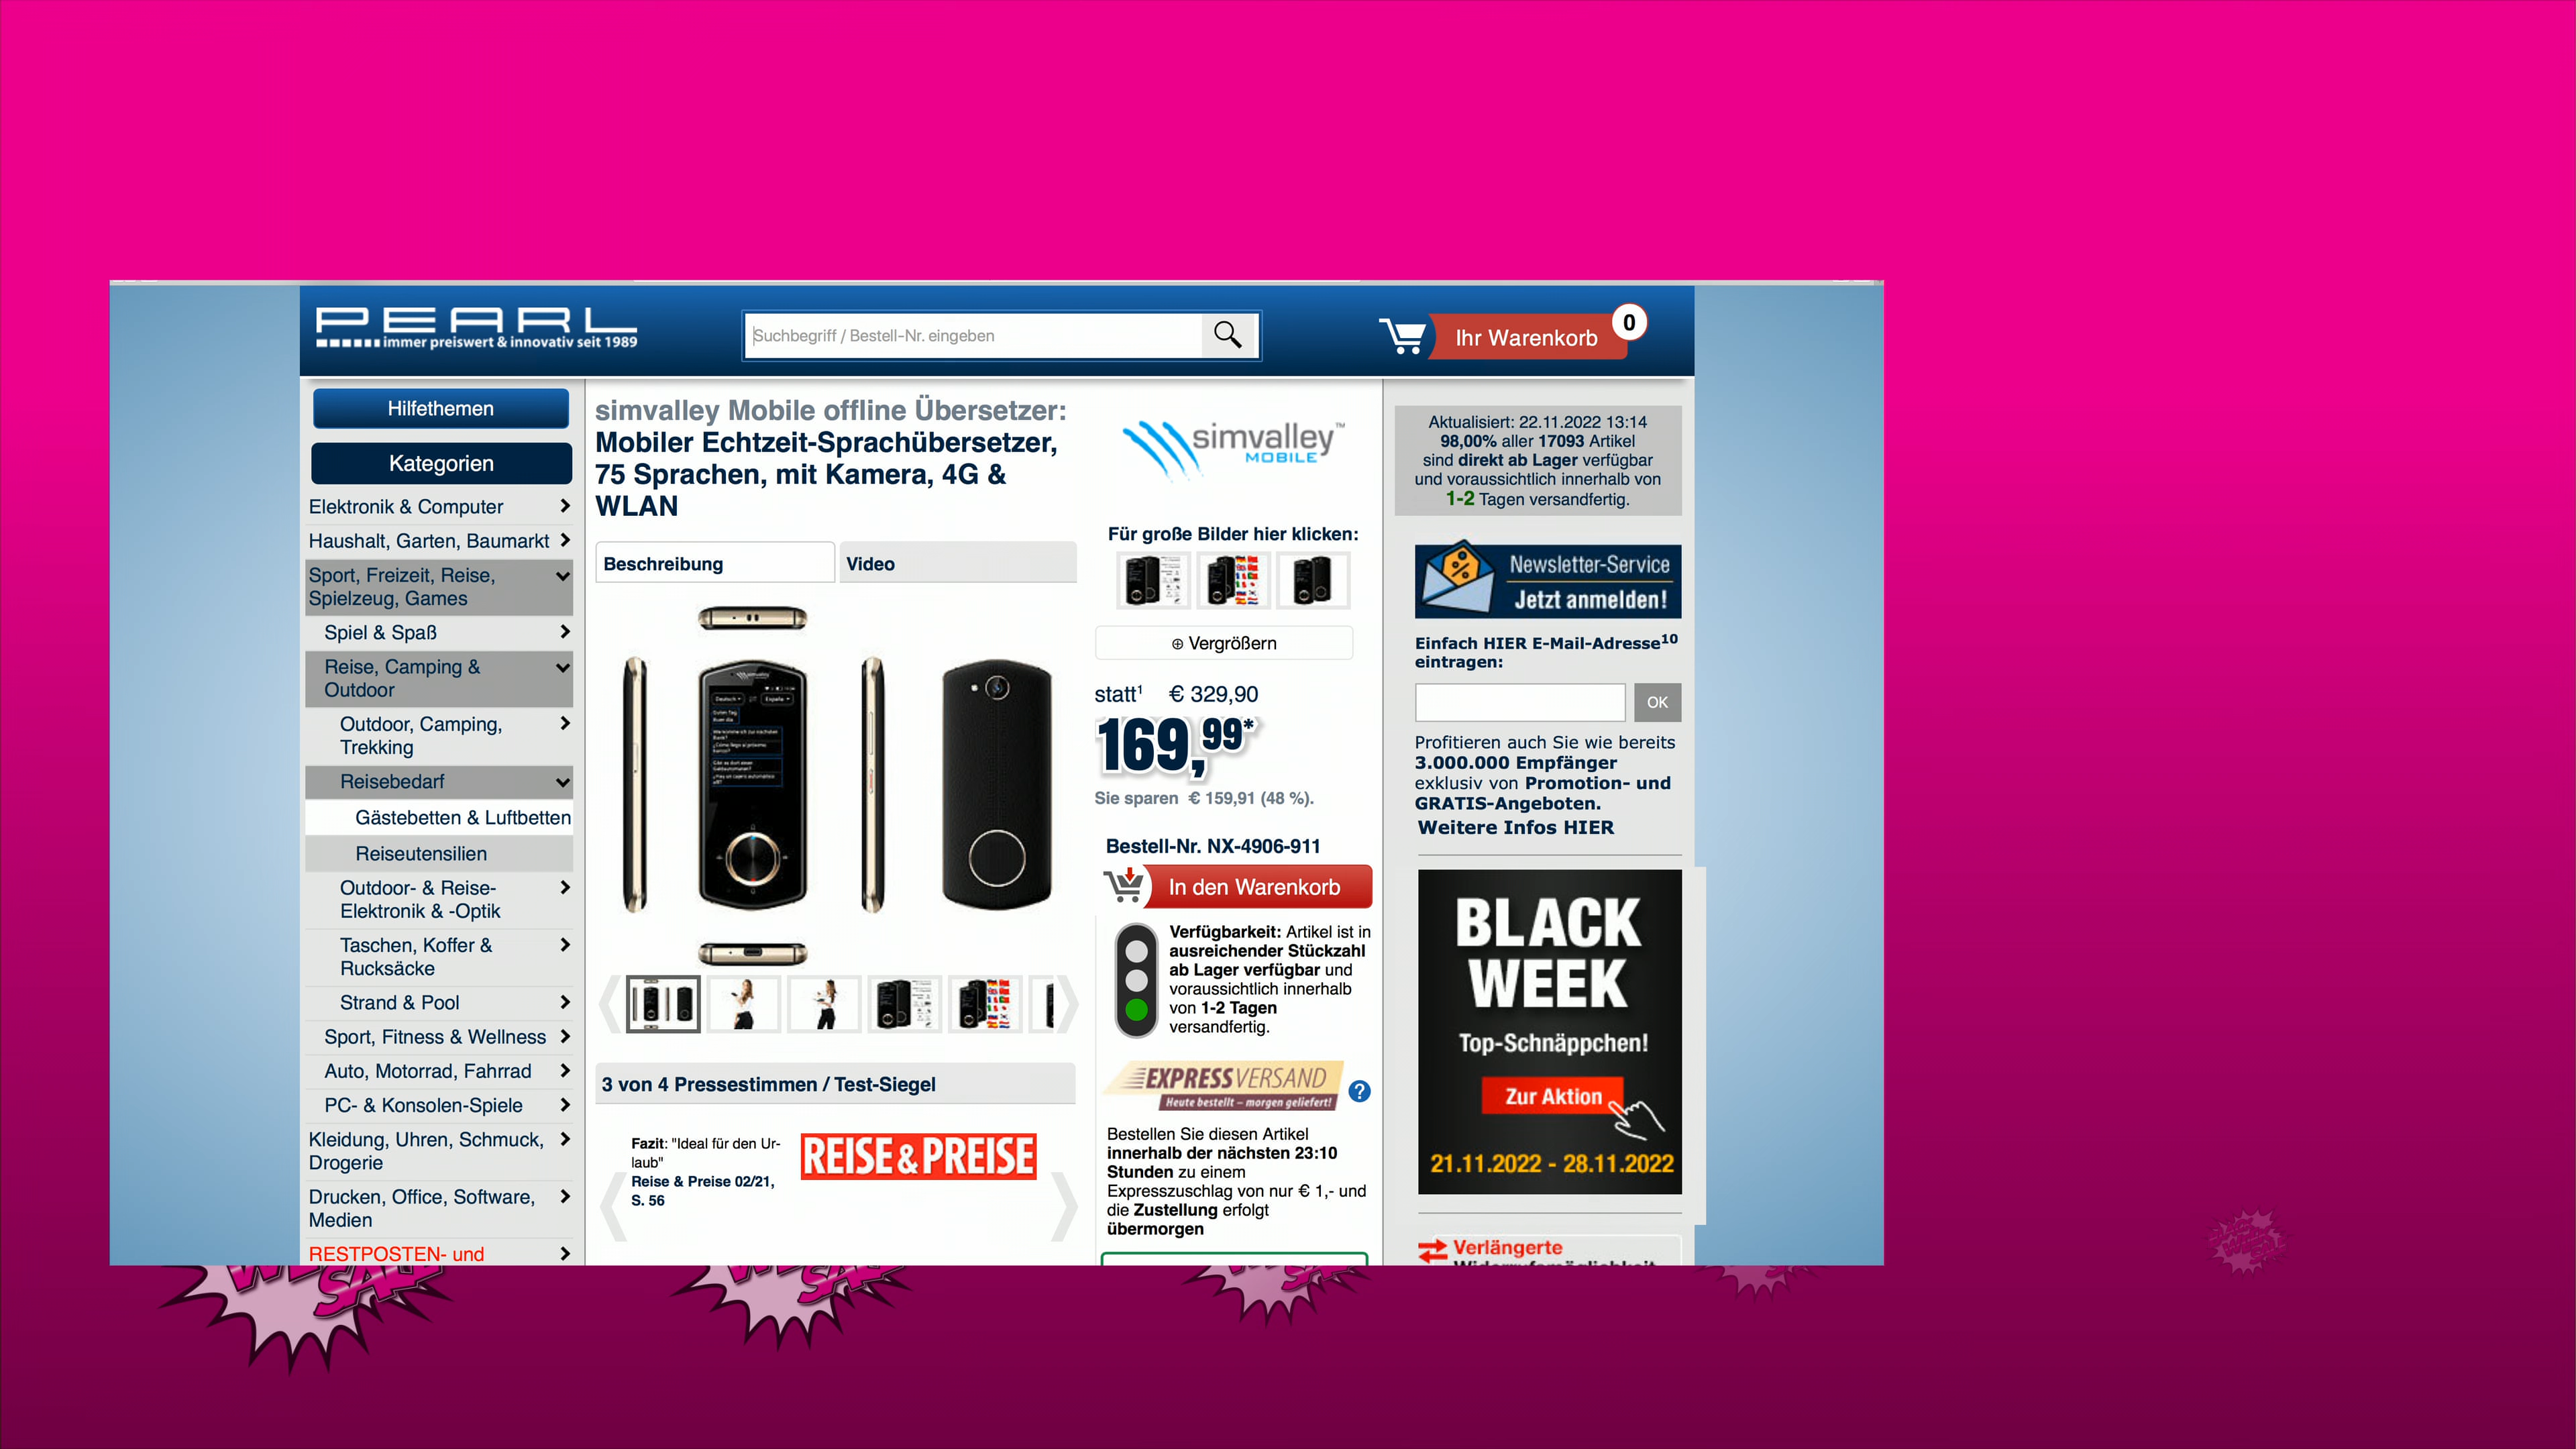 PEARL
immer preiswert & innovativ seit 1989
Suchbegriff / Bestell-Nr. eingeben
Ihr Warenkorb
0
Hilfethemen
Kategorien
Elektronik & Computer
Haushalt, Garten, Baumarkt
Sport, Freizeit, Reise,
Spielzeug, Games
Spiel & Spaß
Reise, Camping &
Outdoor
Outdoor, Camping,
Trekking
Reisebedarf
Gästebetten & Luftbetten
Reiseutensilien
Outdoor- & Reise-
Elektronik & -Optik
Taschen, Koffer &
Rucksäcke
Strand & Pool
Sport, Fitness & Wellness
Auto, Motorrad, Fahrrad
PC- & Konsolen-Spiele
Kleidung, Uhren, Schmuck,
Drogerie
Drucken, Office, Software,
Medien
RESTPOSTEN- und
simvalley Mobile offline Übersetzer:
Mobiler Echtzeit-Sprachübersetzer,
75 Sprachen, mit Kamera, 4G &
WLAN
Beschreibung
Video
simvalley
Deutsch
España
3 von 4 Pressestimmen / Test-Siegel
Fazit: "Ideal für den Ur-
laub"
Reise & Preise 02/21,
S. 56
REISE & PREISE
simvalley™
MOBILE
Für große Bilder hier klicken:
⊕ Vergrößern
statt¹ € 329,90
169,99*
Sie sparen € 159,91 (48 %).
Bestell-Nr. NX-4906-911
In den Warenkorb
Verfügbarkeit: Artikel ist in
ausreichender Stückzahl
ab Lager verfügbar und
voraussichtlich innerhalb
von 1-2 Tagen
versandfertig.
EXPRESSVERSAND
Heute bestellt – morgen geliefert!
?
Bestellen Sie diesen Artikel
innerhalb der nächsten 23:10
Stunden zu einem
Expresszuschlag von nur € 1,- und
die Zustellung erfolgt
übermorgen
Aktualisiert: 22.11.2022 13:14
98,00% aller 17093 Artikel
sind direkt ab Lager verfügbar
und voraussichtlich innerhalb von
1-2 Tagen versandfertig.
%
Newsletter-Service
Jetzt anmelden!
Einfach HIER E-Mail-Adresse¹⁰
eintragen:
OK
Profitieren auch Sie wie bereits
3.000.000 Empfänger
exklusiv von Promotion- und
GRATIS-Angeboten.
Weitere Infos HIER
BLACK
WEEK
Top-Schnäppchen!
Zur Aktion
21.11.2022 - 28.11.2022
Verlängerte